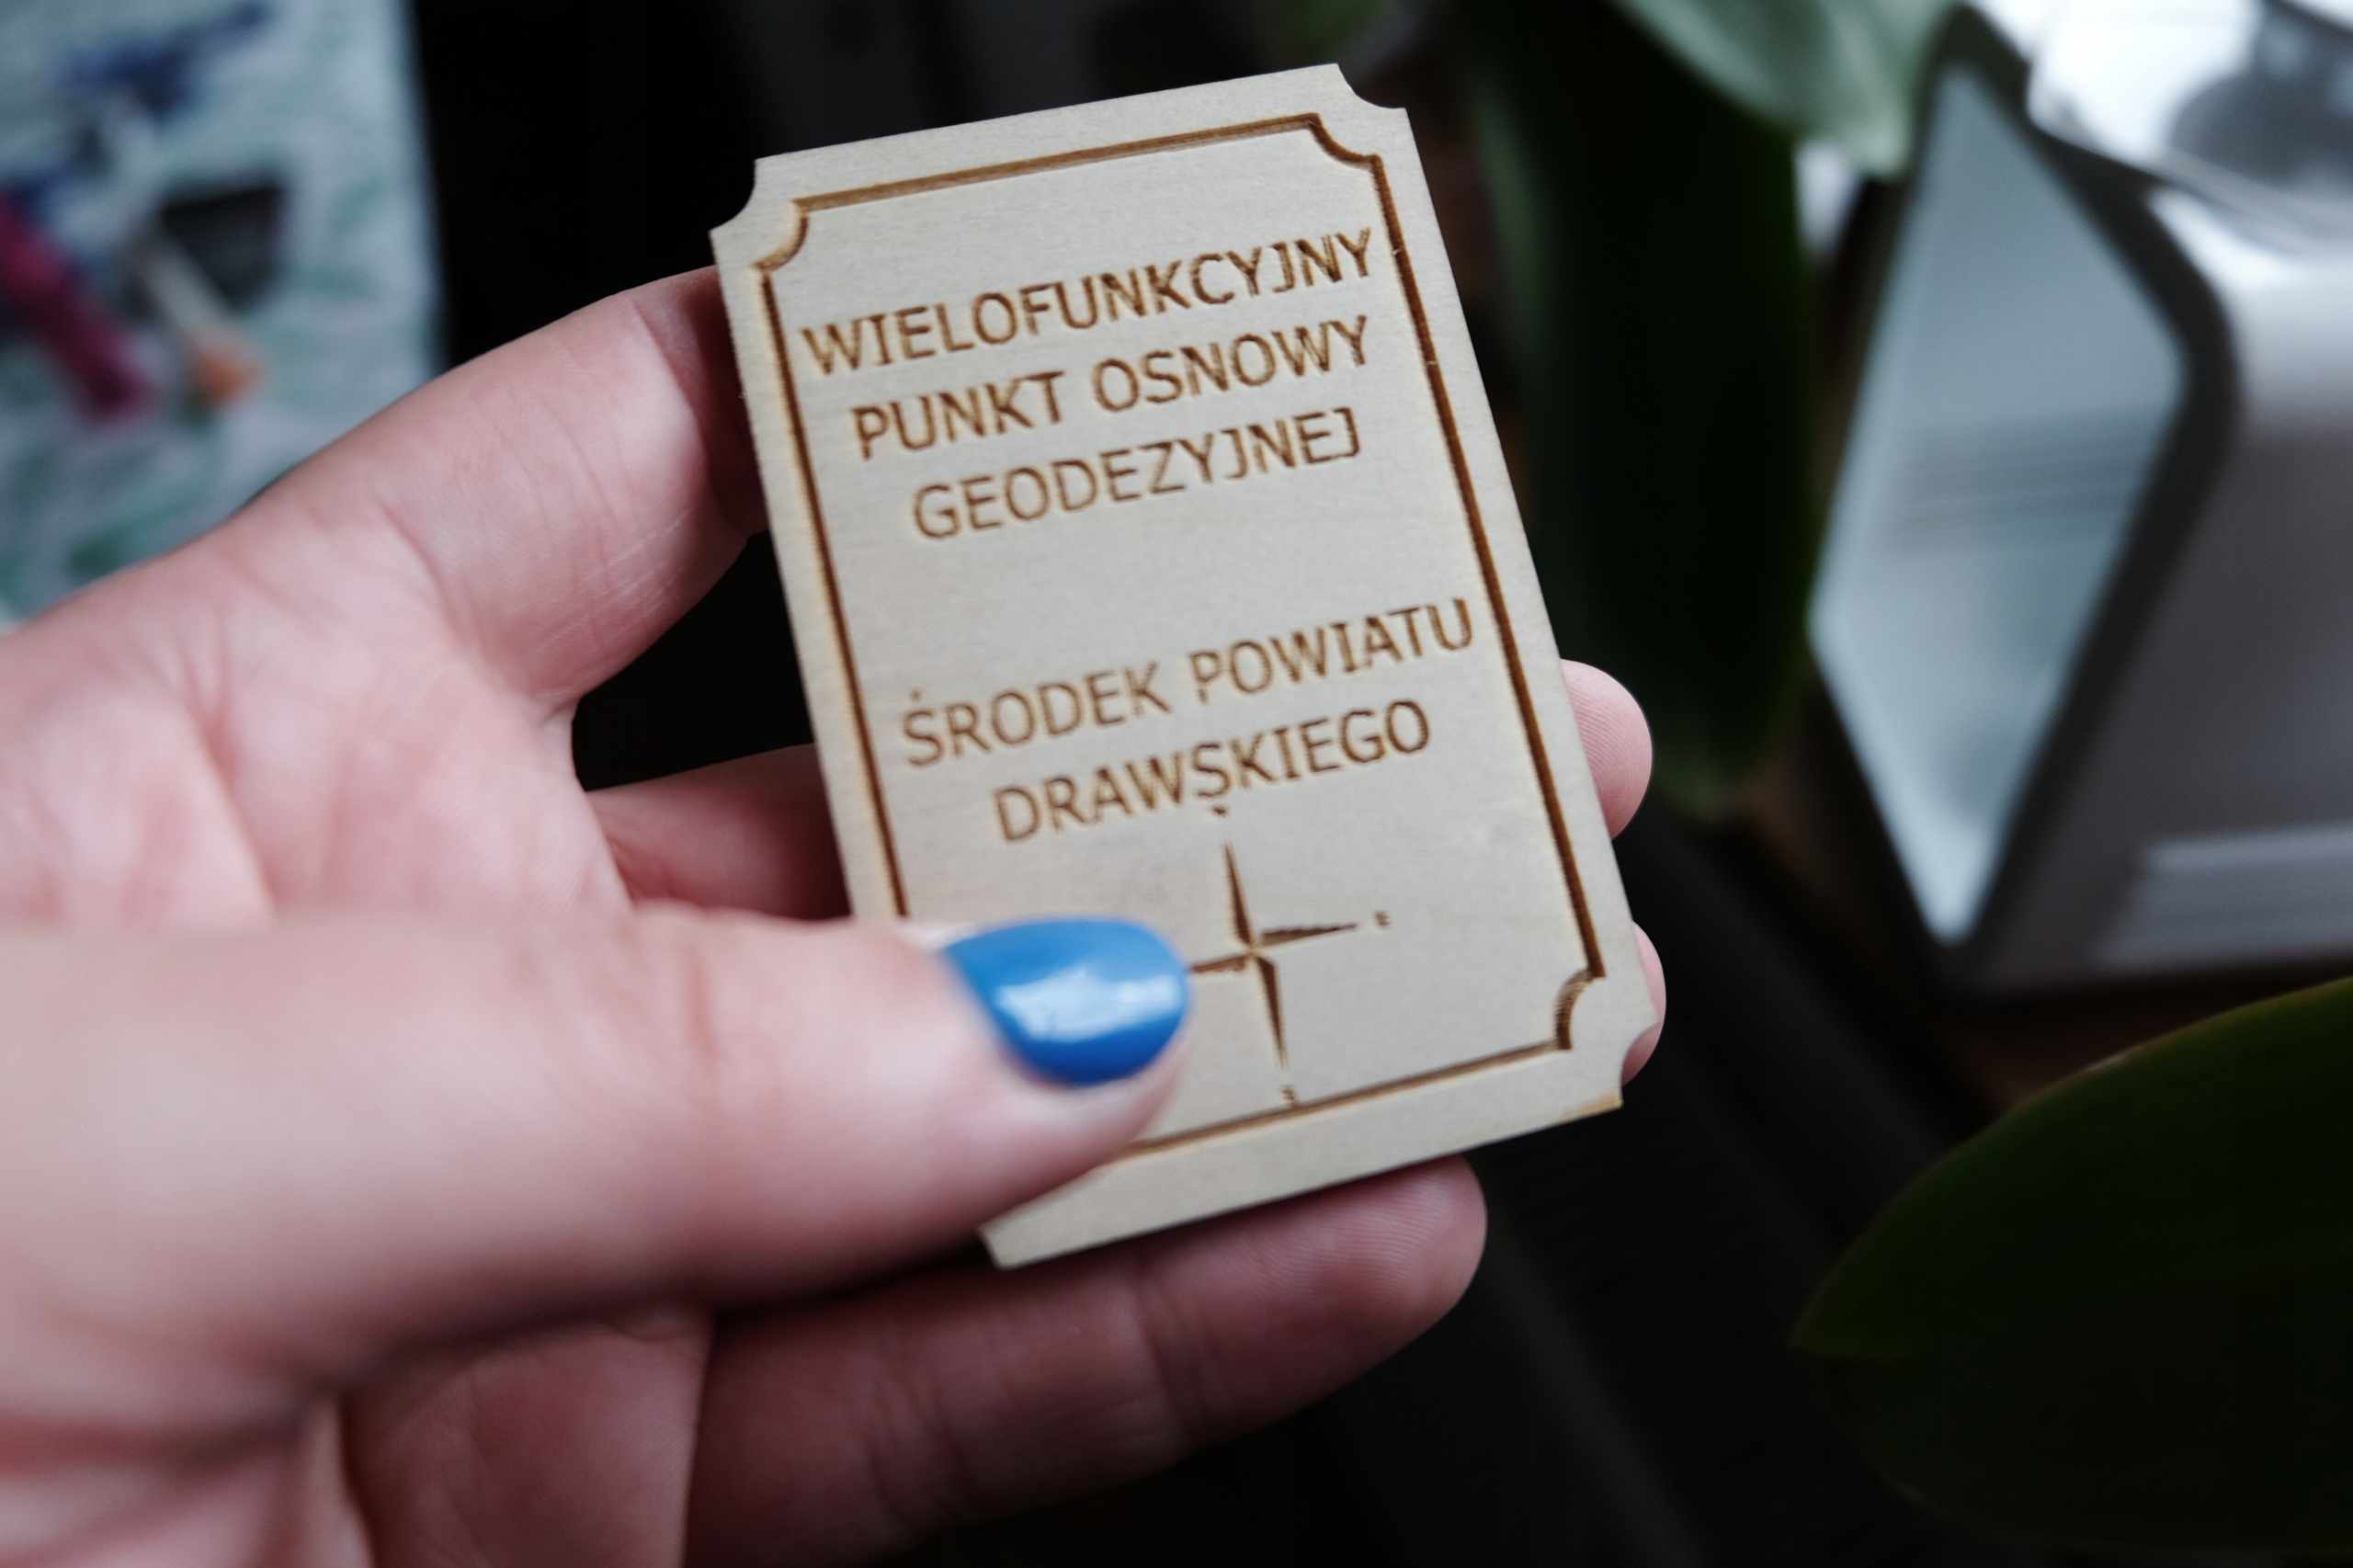 WIELOFUNKCYJNY
PUNKT OSNOWY
GEODEZYJNEJ
ŚRODEK POWIATU
DRAWSKIEGO
E